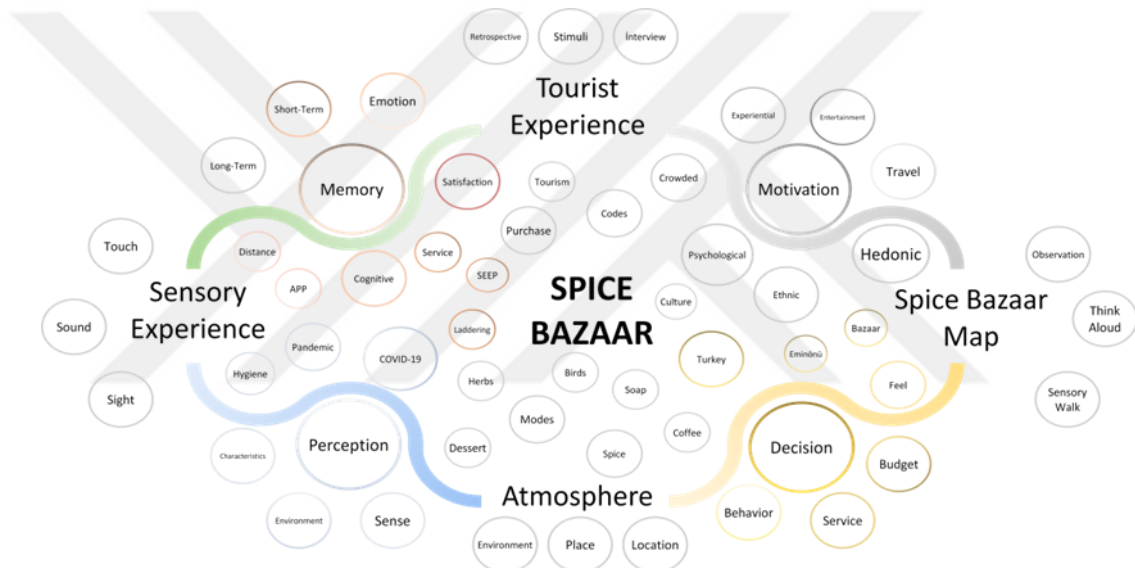 Retrospective
Stimuli
İnterview
Tourist
Experience
Short-Term
Emotion
Experiential
Entertainment
Long-Term
Memory
Satisfaction
Tourism
Crowded
Motivation
Travel
Purchase
Codes
Touch
Distance
Cognitive
Service
SEEP
Psychological
Hedonic
Observation
APP
Sensory
Experience
SPICE
BAZAAR
Culture
Ethnic
Spice Bazaar
Map
Think
Aloud
Sound
Pandemic
COVID-19
Laddering
Turkey
Eminönü
Bazaar
Hygiene
Herbs
Birds
Soap
Feel
Sight
Sensory
Walk
Characteristics
Perception
Dessert
Modes
Spice
Coffee
Decision
Budget
Environment
Sense
Atmosphere
Behavior
Service
Environment
Place
Location